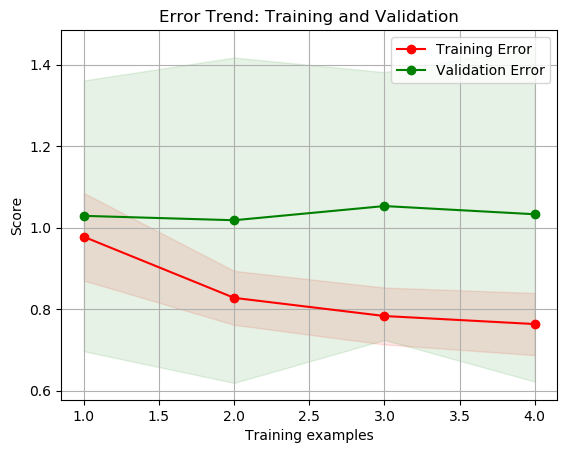 Error Trend: Training and Validation
Training Error
Validation Error
Score
1.4
1.2
1.0
0.8
0.6
1.0 1.5 2.0 2.5 3.0 3.5 4.0
Training examples